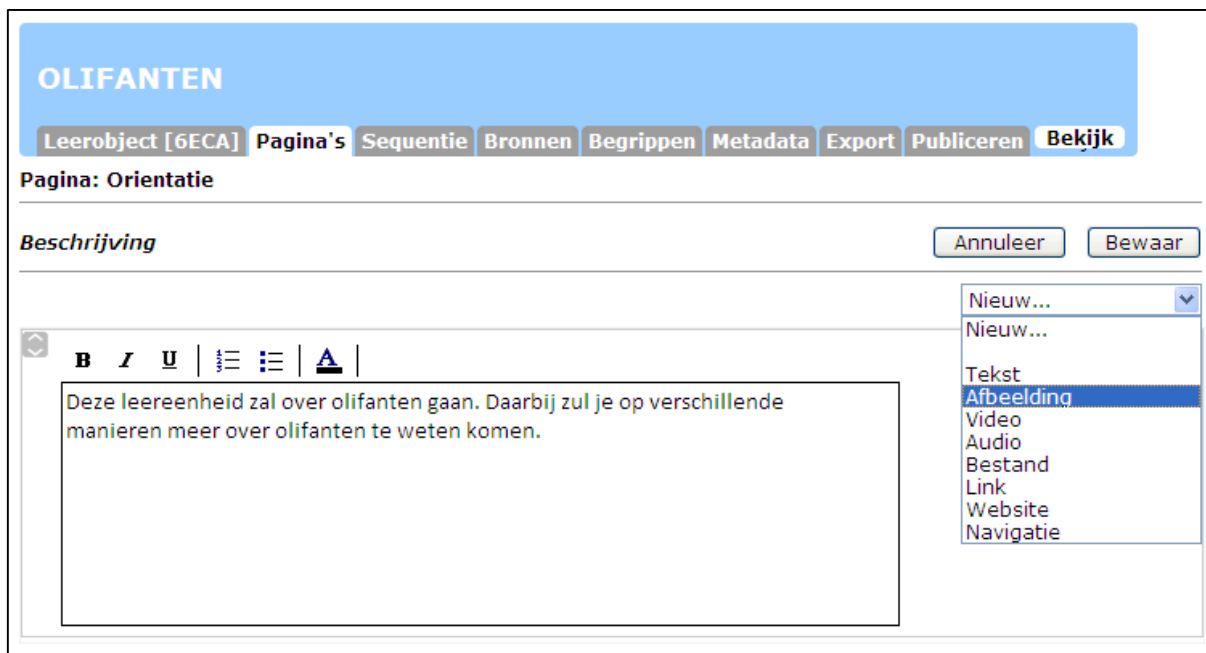 OLIFANTEN
Leerobject [6ECA] Pagina's Sequentie Bronnen Begrippen Metadata Export Publiceren Bekijk
Pagina: Orientatie
Beschrijving Annuleer Bewaar
Nieuw...
Nieuw...
B I U A
Tekst
Afbeelding
Video
Audio
Bestand
Link
Website
Navigatie
Deze leereenheid zal over olifanten gaan. Daarbij zul je op verschillende
manieren meer over olifanten te weten komen.